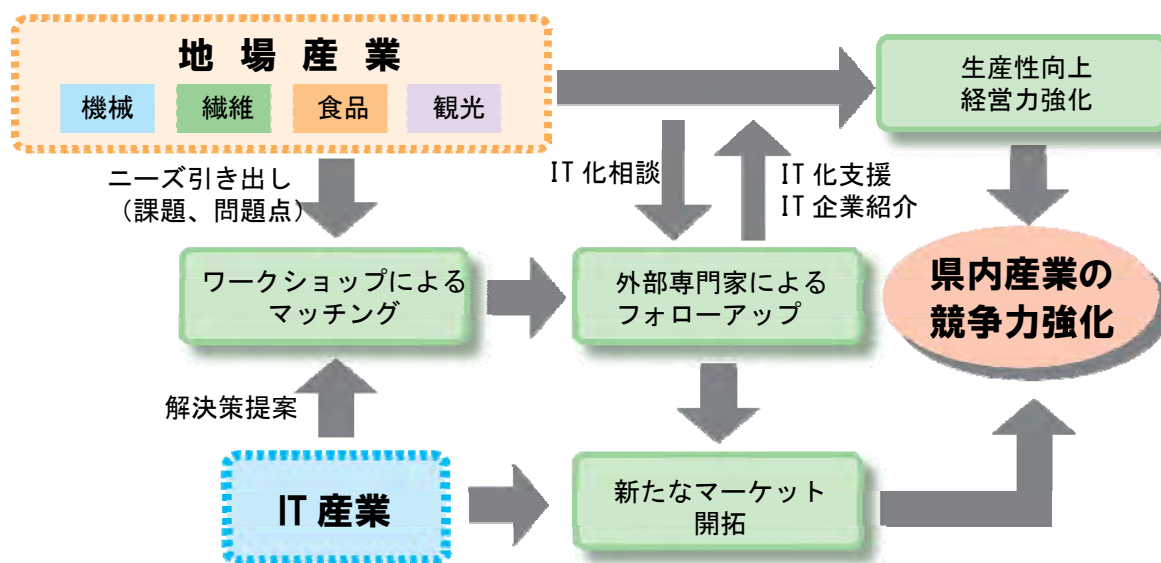 地場産業
機械 繊維 食品 観光
生産性向上
経営力強化
ニーズ引き出し
（課題、問題点）
IT 化相談
IT 化支援
IT 企業紹介
ワークショップによる
マッチング
外部専門家による
フォローアップ
県内産業の
競争力強化
解決策提案
IT 産業
新たなマーケット
開拓